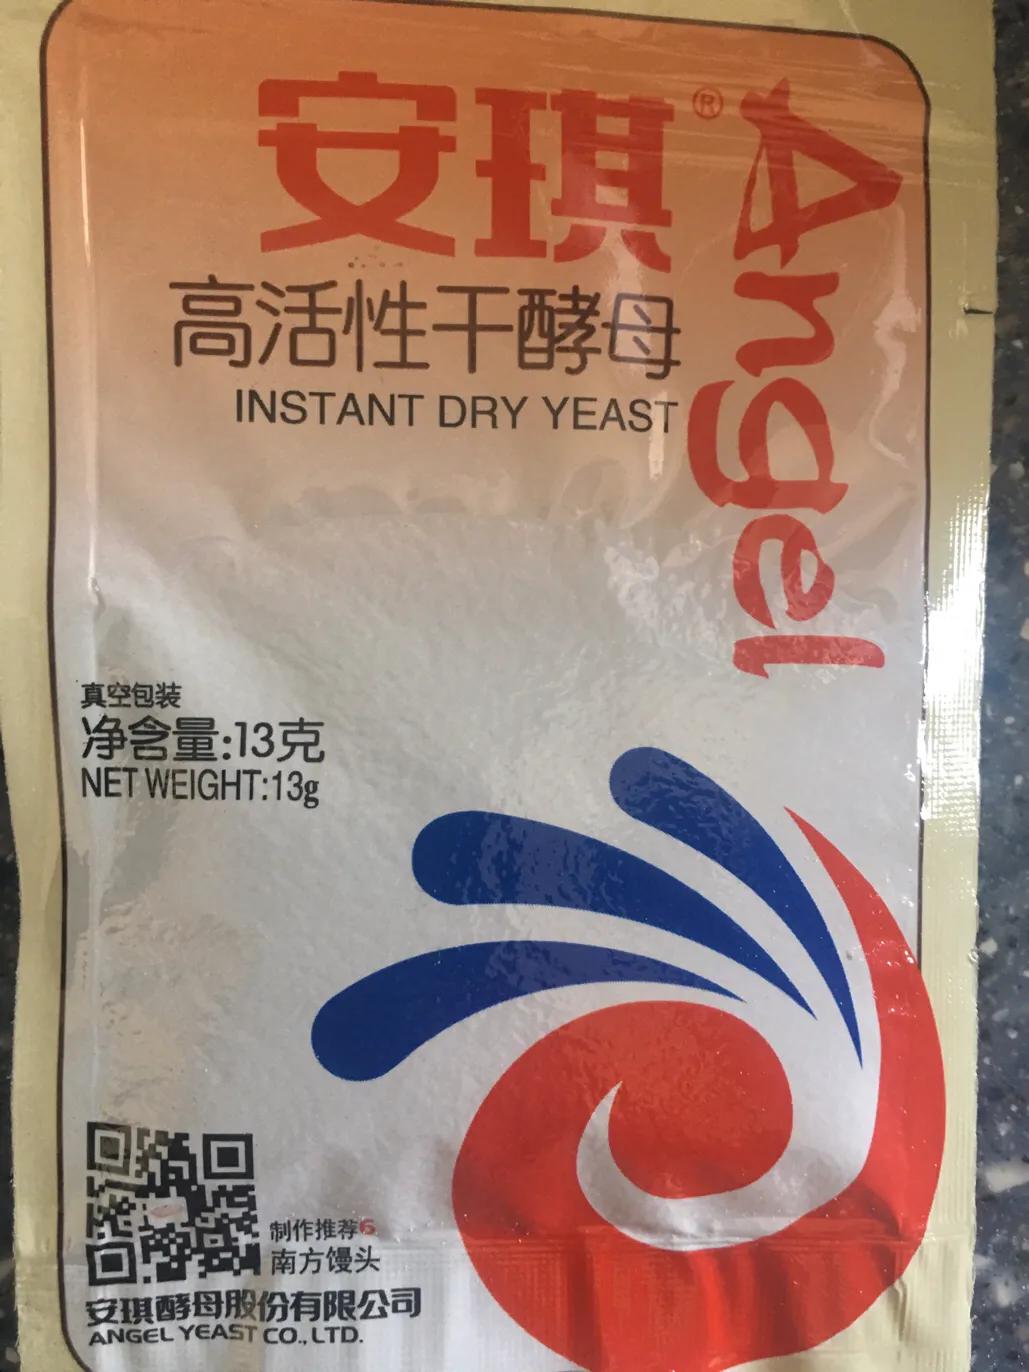 安琪®
Angel
高活性干酵母
INSTANT DRY YEAST
真空包装
净含量:13克
NET WEIGHT:13g
制作推荐6
南方馒头
安琪酵母股份有限公司
ANGEL YEAST CO.,LTD.